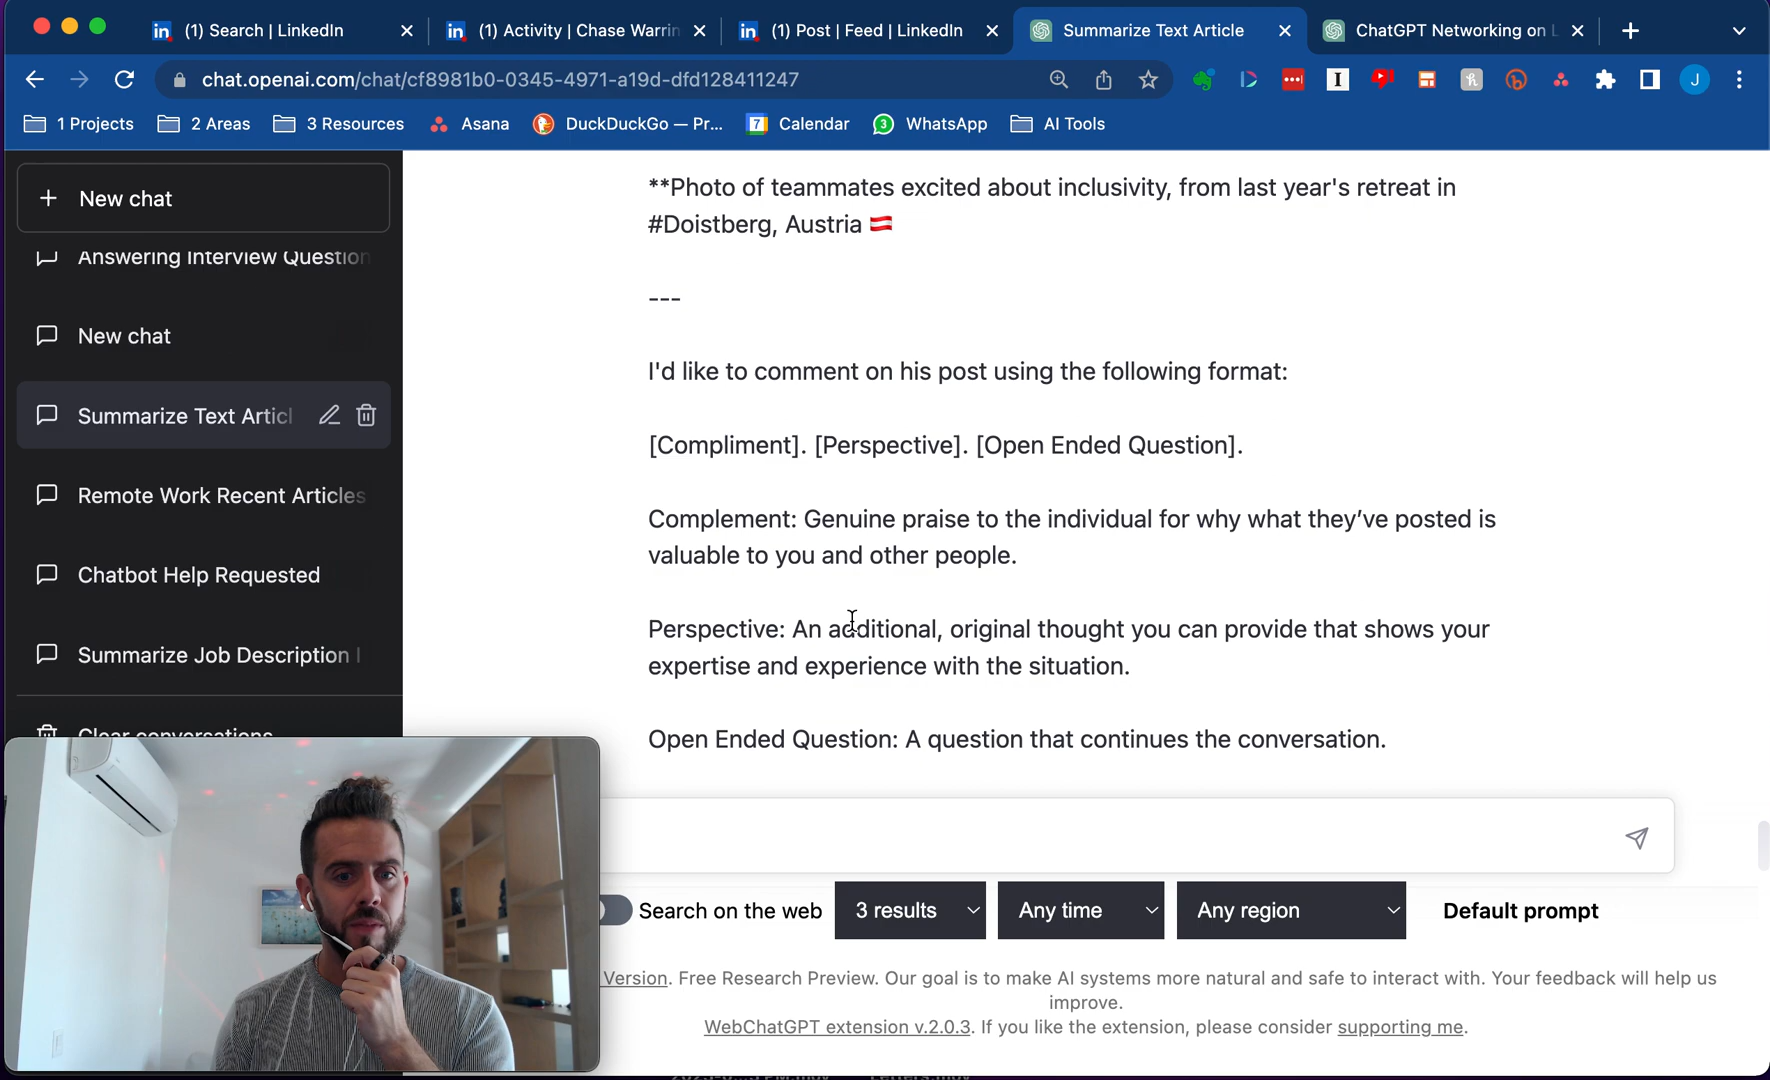 (1) Search | LinkedIn
(1) Activity | Chase Warrin
(1) Post | Feed | LinkedIn
Summarize Text Article
ChatGPT Networking on L
chat.openai.com/chat/cf8981b0-0345-4971-a19d-dfd128411247
J
1 Projects
2 Areas
3 Resources
Asana
DuckDuckGo — Pr...
7
Calendar
3
WhatsApp
AI Tools
New chat
Answering Interview Question
New chat
Summarize Text Articl
Remote Work Recent Articles
Chatbot Help Requested
Summarize Job Description
Clear conversations
**Photo of teammates excited about inclusivity, from last year's retreat in
#Doistberg, Austria 🇦🇹
---
I'd like to comment on his post using the following format:
[Compliment]. [Perspective]. [Open Ended Question].
Complement: Genuine praise to the individual for why what they’ve posted is
valuable to you and other people.
Perspective: An additional, original thought you can provide that shows your
expertise and experience with the situation.
Open Ended Question: A question that continues the conversation.
Search on the web
3 results
Any time
Any region
Default prompt
Version. Free Research Preview. Our goal is to make AI systems more natural and safe to interact with. Your feedback will help us
improve.
WebChatGPT extension v.2.0.3. If you like the extension, please consider supporting me.